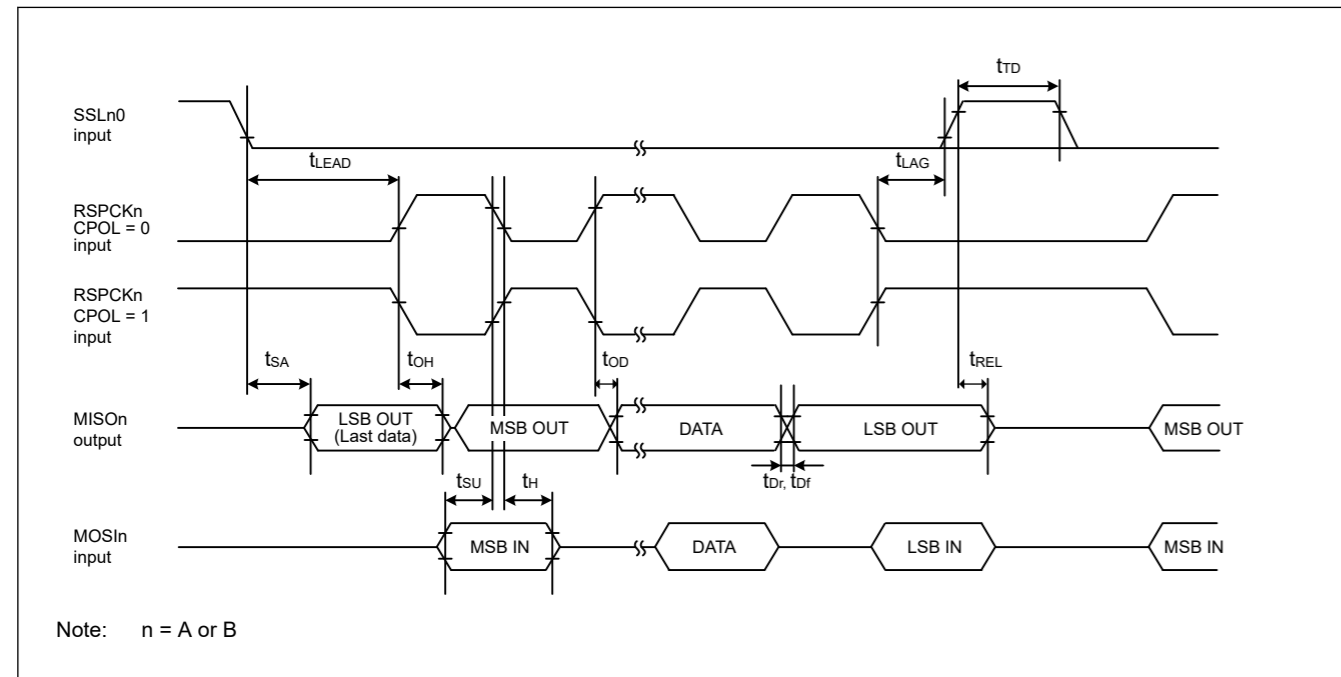 tTD
SSLn0
input
tLEAD
tLAG
RSPCKn
CPOL = 0
input
RSPCKn
CPOL = 1
input
tSA
tOH
tOD
tREL
MISOn
output
LSB OUT
(Last data)
MSB OUT
DATA
LSB OUT
MSB OUT
tSU
tH
tDr, tDf
MOSIn
input
MSB IN
DATA
LSB IN
MSB IN
Note: n = A or B